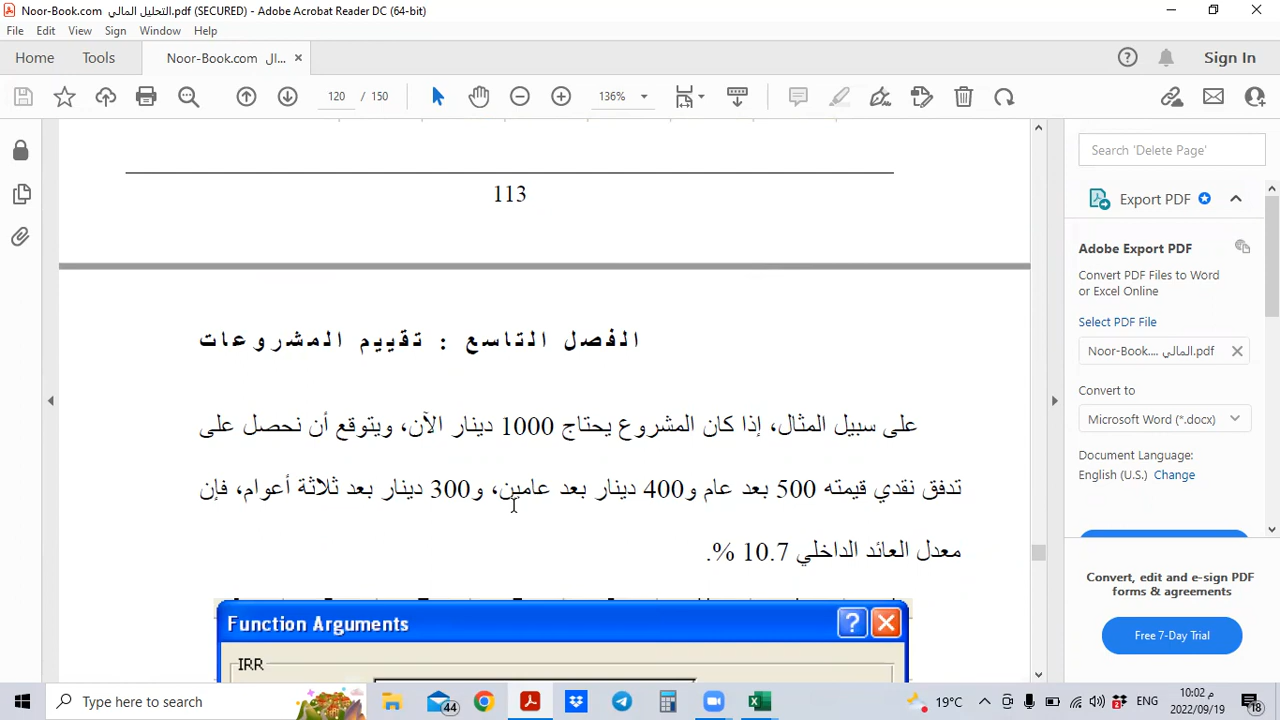 Noor-Book.com التحليل المالي.pdf (SECURED) - Adobe Acrobat Reader DC (64-bit)
File Edit View Sign Window Help
Home Tools Noor-Book.com ال... × Sign In
120 / 150 136%
Search 'Delete Page'
113
Export PDF
Adobe Export PDF
Convert PDF Files to Word
or Excel Online
Select PDF File
Noor-Book.... المالي.pdf
Convert to
Microsoft Word (*.docx)
Document Language:
English (U.S.) Change
الفصل التاسع : تقييم المشروعات
على سبيل المثال، إذا كان المشروع يحتاج 1000 دينار الآن، ويتوقع أن نحصل على
تدفق نقدي قيمته 500 بعد عام و400 دينار بعد عامين، و300 دينار بعد ثلاثة أعوام، فإن
معدل العائد الداخلي 10.7 %.
Function Arguments
IRR
Convert, edit and e-sign PDF
forms & agreements
Free 7-Day Trial
Type here to search
44
19°C
ENG
10:02 م
2022/09/19
18